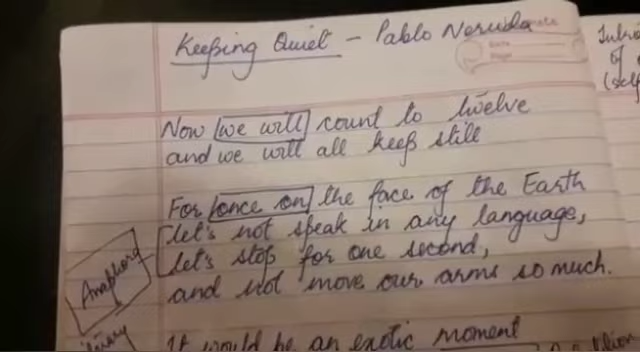 Keeping Quiet - Pablo Neruda
Now we will count to twelve
and we will all keep still
For once on the face of the Earth
let's not speak in any language,
let's stop for one second,
and not move our arms so much.
Anaphora
It would be an exotic moment
of
(self